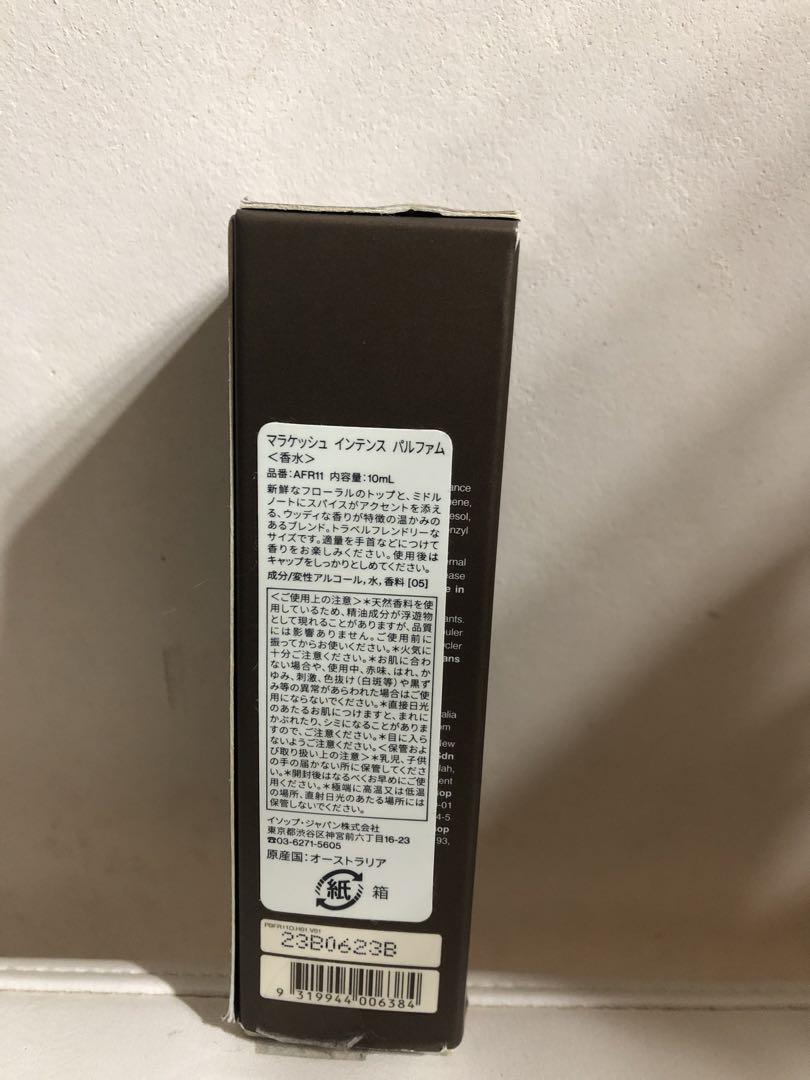 マラケッシュ インテンス パルファム
＜香水＞
品番：AFR11 内容量：10mL
新鮮なフローラルのトップと、ミドル
ノートにスパイスがアクセントを添え
る、ウッディな香りが特徴の温かみの
あるブレンド。トラベルフレンドリーな
サイズです。適量を手首などにつけて
香りをお楽しみください。使用後は
キャップをしっかりとしめてください。
成分/変性アルコール，水，香料 [05]
＜ご使用上の注意＞＊天然香料を使
用しているため、精油成分が浮遊物
として現れることがありますが、品質
には影響ありません。ご使用前に
振ってからお使いください。＊火気に
十分ご注意ください。＊お肌に合わ
ない場合や、使用中、赤味、はれ、か
ゆみ、刺激、色抜け（白斑等）や黒ず
み等の異常があらわれた場合はご使
用にならないでください。＊直接日光
のあたるお肌につけますと、まれに
かぶれたり、シミになることがありま
すので、ご注意ください。＊目に入ら
ないようご注意ください。＜保管およ
び取り扱い上の注意＞＊乳児、子供
の手の届かない所に保管してくださ
い。＊開封後はなるべくお早めにご使
用ください。＊極端に高温又は低温
の場所、直射日光のあたる場所には
保管しないでください。
イソップ・ジャパン株式会社
東京都渋谷区神宮前六丁目16-23
☎03-6271-5605
原産国：オーストラリア
紙 箱
PBFR11O.H01.V01
23B0623B
9 319944 006384
in